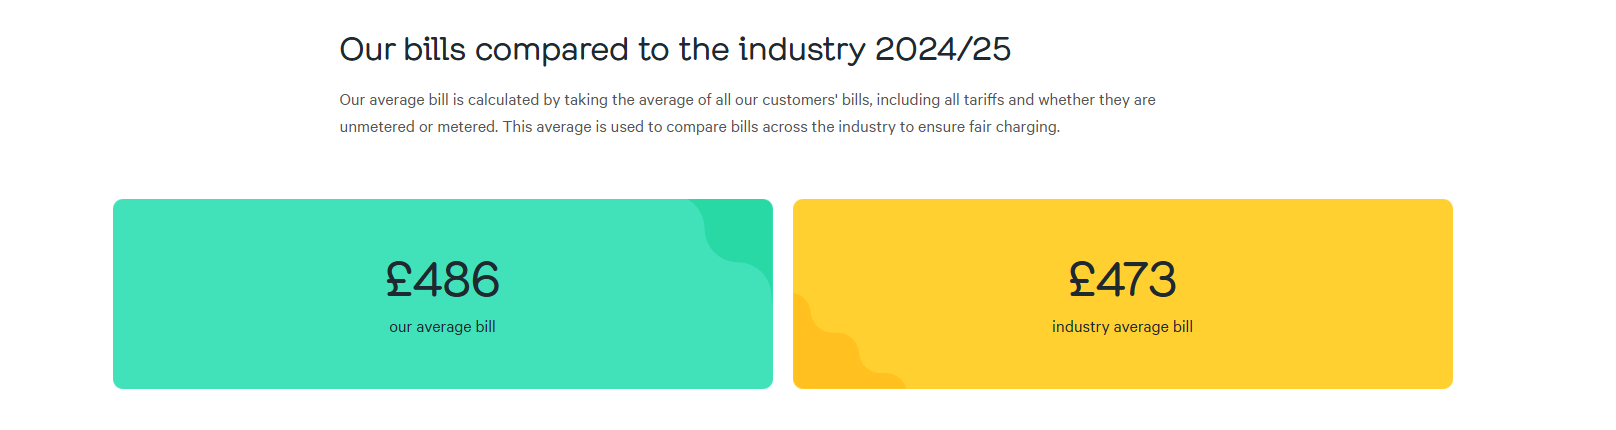 Our bills compared to the industry 2024/25
Our average bill is calculated by taking the average of all our customers' bills, including all tariffs and whether they are
unmetered or metered. This average is used to compare bills across the industry to ensure fair charging.
£486
our average bill
£473
industry average bill